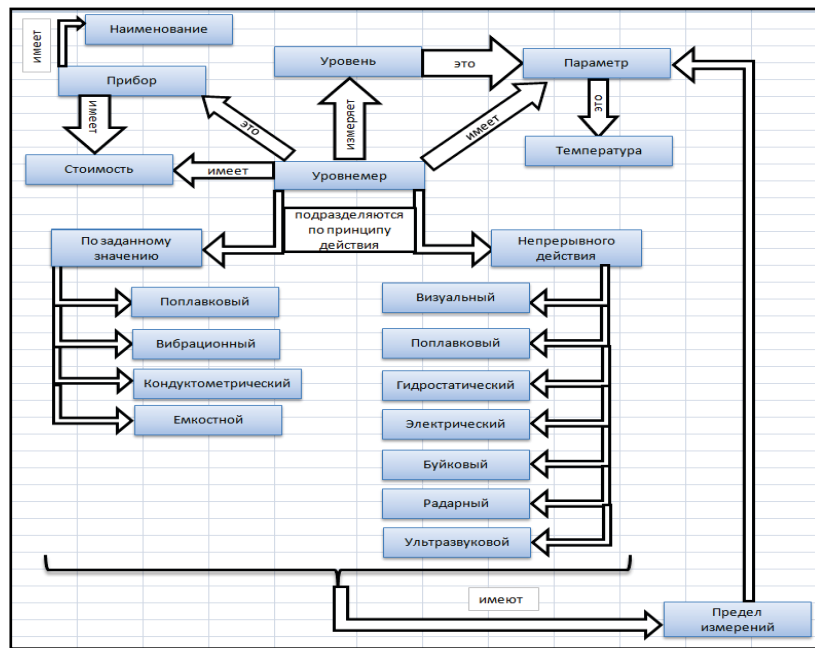 Наименование
имеет
Прибор
Уровень
это
Параметр
имеет
измеряет
это
имеет
это
Температура
Стоимость
имеет
Уровнемер
подразделяются
по принципу
действия
По заданному
значению
Непрерывного
действия
Поплавковый
Вибрационный
Кондуктометрический
Емкостной
Визуальный
Поплавковый
Гидростатический
Электрический
Буйковый
Радарный
Ультразвуковой
имеют
Предел
измерений